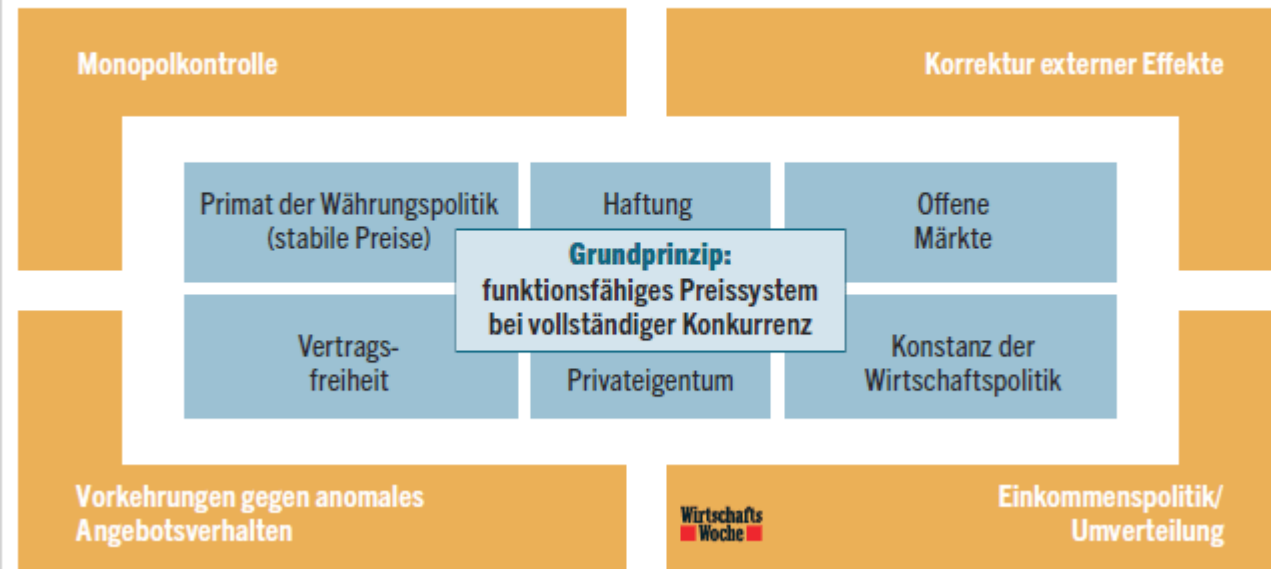 Monopolkontrolle
Korrektur externer Effekte
Primat der Währungspolitik
(stabile Preise)
Haftung
Offene
Märkte
Grundprinzip:
funktionsfähiges Preissystem
bei vollständiger Konkurrenz
Vertrags-
freiheit
Privateigentum
Konstanz der
Wirtschaftspolitik
Vorkehrungen gegen anomales
Angebotsverhalten
Wirtschafts
Woche
Einkommenspolitik/
Umverteilung